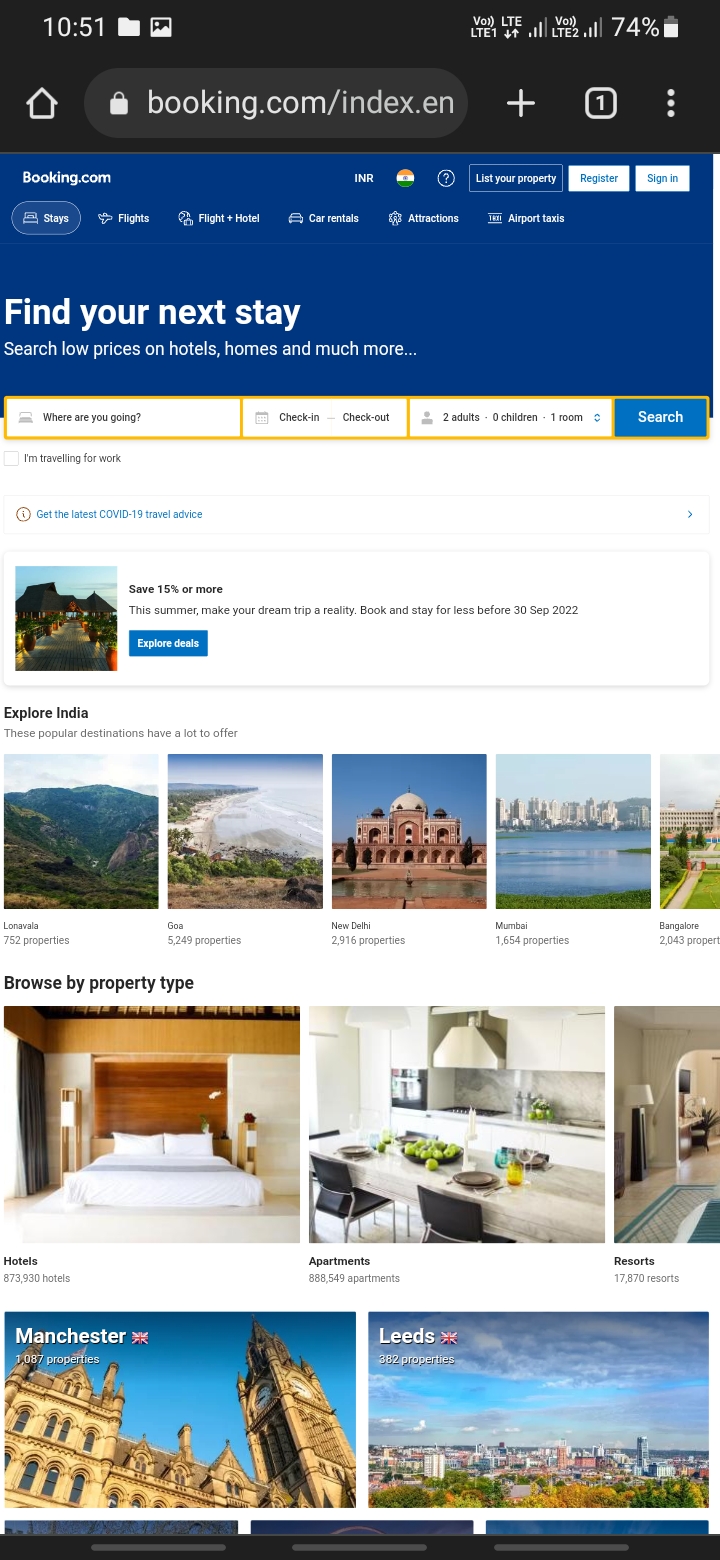 10:51
Vo)) LTE Vo)) 74%
LTE1 LTE2
booking.com/index.en
1
Booking.com
INR
List your property
Register
Sign in
Stays
Flights
Flight + Hotel
Car rentals
Attractions
TAXI
Airport taxis
Find your next stay
Search low prices on hotels, homes and much more...
Where are you going?
Check-in — Check-out
2 adults · 0 children · 1 room
Search
I'm travelling for work
Get the latest COVID-19 travel advice
Save 15% or more
This summer, make your dream trip a reality. Book and stay for less before 30 Sep 2022
Explore deals
Explore India
These popular destinations have a lot to offer
Lonavala
752 properties
Goa
5,249 properties
New Delhi
2,916 properties
Mumbai
1,654 properties
Bangalore
2,043 propert
Browse by property type
Hotels
873,930 hotels
Apartments
888,549 apartments
Resorts
17,870 resorts
Manchester
1,087 properties
Leeds
382 properties